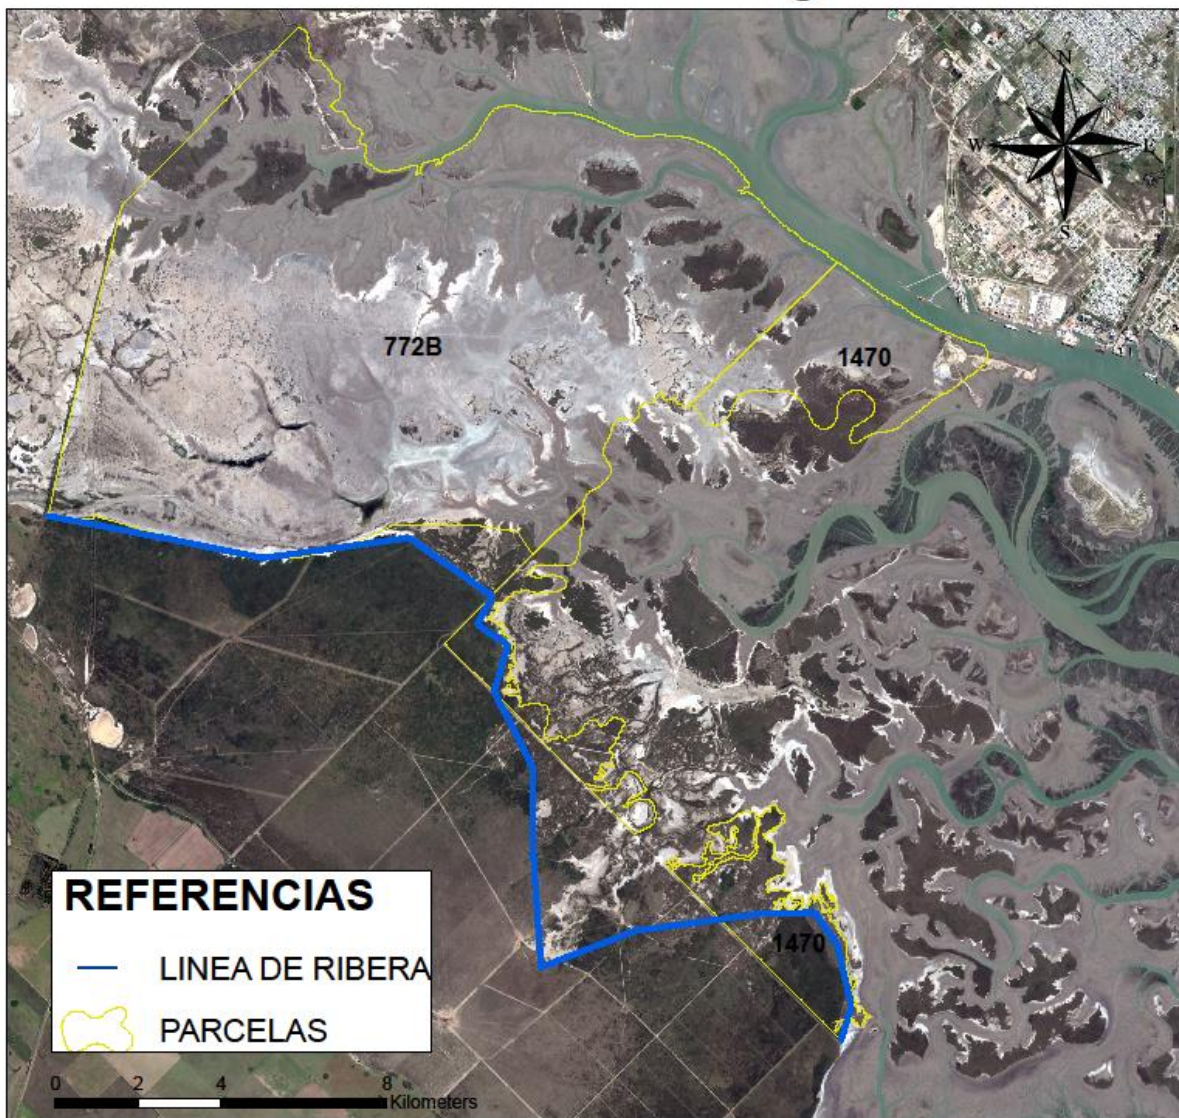 N
W E
S
772B
1470
1470
REFERENCIAS
LINEA DE RIBERA
PARCELAS
0 2 4 8
Kilometers